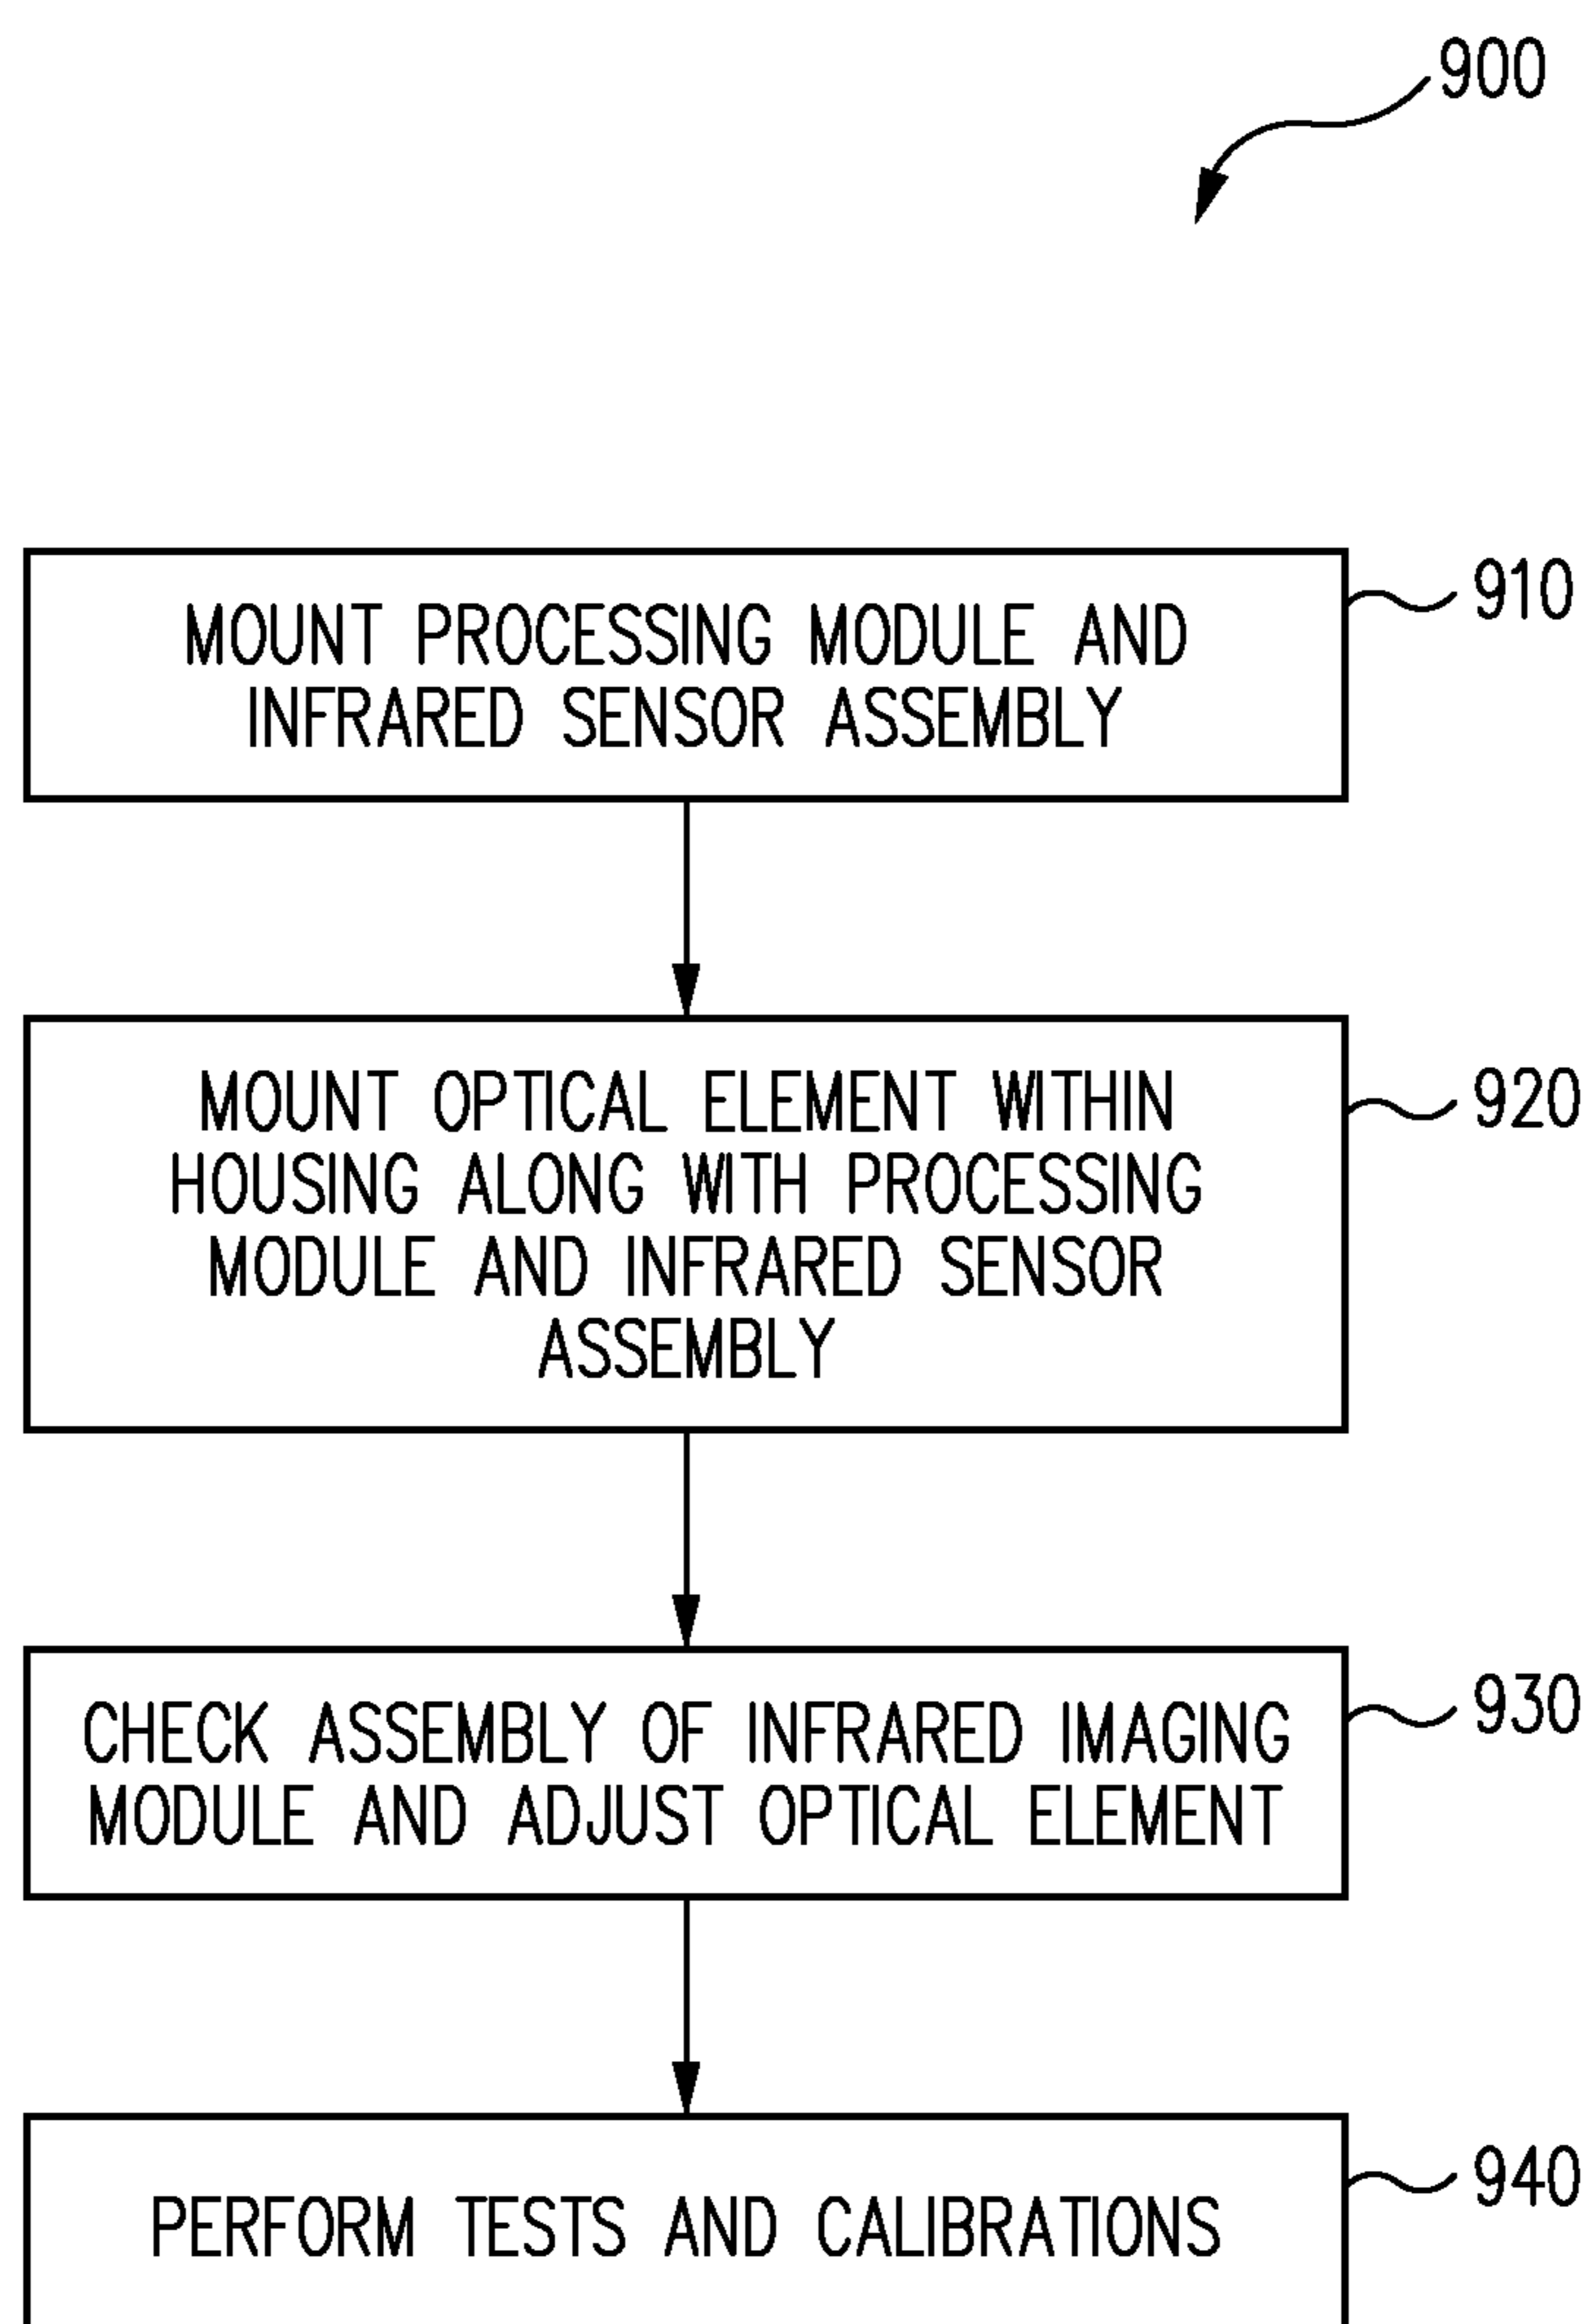 900
MOUNT PROCESSING MODULE AND
INFRARED SENSOR ASSEMBLY
910
MOUNT OPTICAL ELEMENT WITHIN
HOUSING ALONG WITH PROCESSING
MODULE AND INFRARED SENSOR
ASSEMBLY
920
CHECK ASSEMBLY OF INFRARED IMAGING
MODULE AND ADJUST OPTICAL ELEMENT
930
PERFORM TESTS AND CALIBRATIONS
940